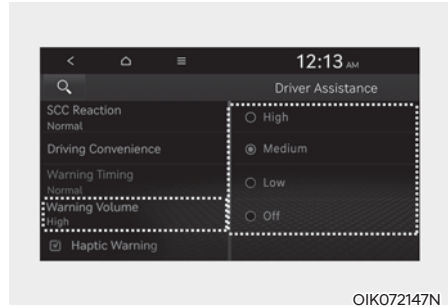 12:13 AM
Driver Assistance
SCC Reaction
Normal
Driving Convenience
Warning Timing
Normal
Warning Volume
High
Haptic Warning
High
Medium
Low
Off
OIK072147N